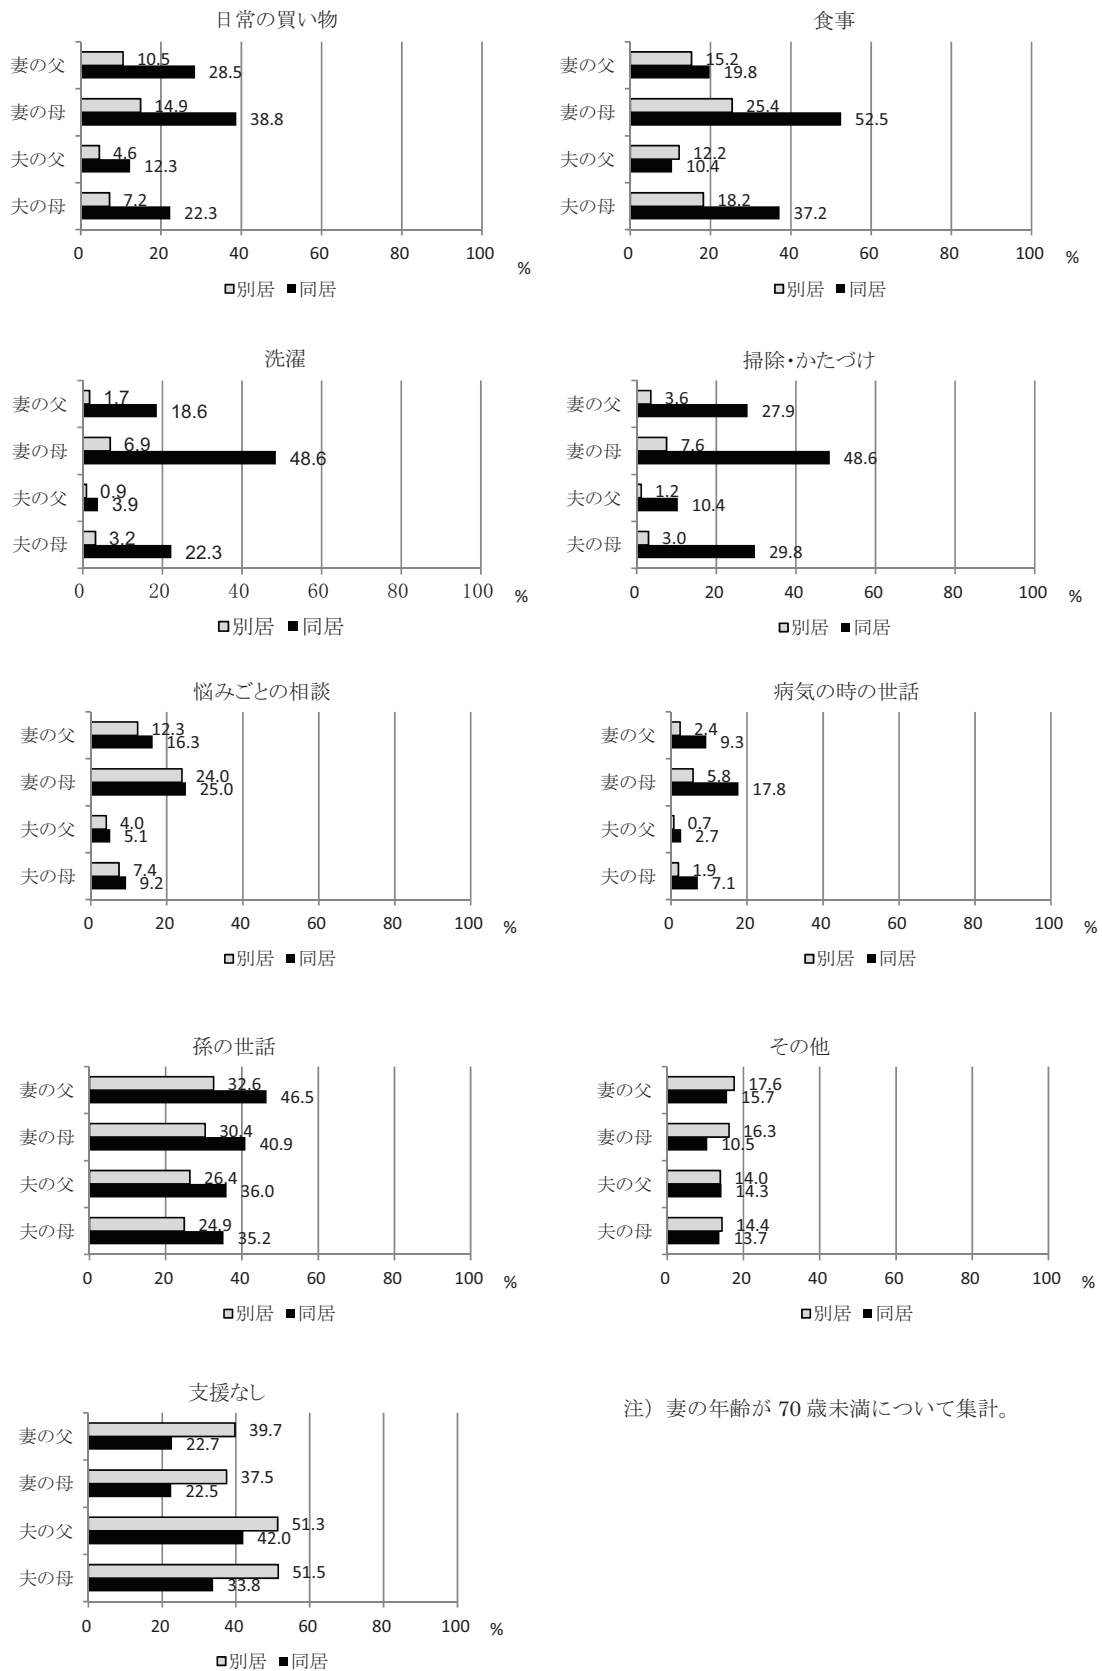 日常の買い物
妻の父 10.5 28.5
妻の母 14.9 38.8
夫の父 4.6 12.3
夫の母 7.2 22.3
0 20 40 60 80 100 %
別居 同居
食事
妻の父 15.2 19.8
妻の母 25.4 52.5
夫の父 12.2 10.4
夫の母 18.2 37.2
0 20 40 60 80 100 %
別居 同居
洗濯
妻の父 1.7 18.6
妻の母 6.9 48.6
夫の父 0.9 3.9
夫の母 3.2 22.3
0 20 40 60 80 100 %
別居 同居
掃除・かたづけ
妻の父 3.6 27.9
妻の母 7.6 48.6
夫の父 1.2 10.4
夫の母 3.0 29.8
0 20 40 60 80 100 %
別居 同居
悩みごとの相談
妻の父 12.3 16.3
妻の母 24.0 25.0
夫の父 4.0 5.1
夫の母 7.4 9.2
0 20 40 60 80 100 %
別居 同居
病気の時の世話
妻の父 2.4 9.3
妻の母 5.8 17.8
夫の父 0.7 2.7
夫の母 1.9 7.1
0 20 40 60 80 100 %
別居 同居
孫の世話
妻の父 32.6 46.5
妻の母 30.4 40.9
夫の父 26.4 36.0
夫の母 24.9 35.2
0 20 40 60 80 100 %
別居 同居
その他
妻の父 17.6 15.7
妻の母 16.3 10.5
夫の父 14.0 14.3
夫の母 14.4 13.7
0 20 40 60 80 100 %
別居 同居
支援なし
妻の父 39.7 22.7
妻の母 37.5 22.5
夫の父 51.3 42.0
夫の母 51.5 33.8
0 20 40 60 80 100 %
別居 同居
注）妻の年齢が 70 歳未満について集計。